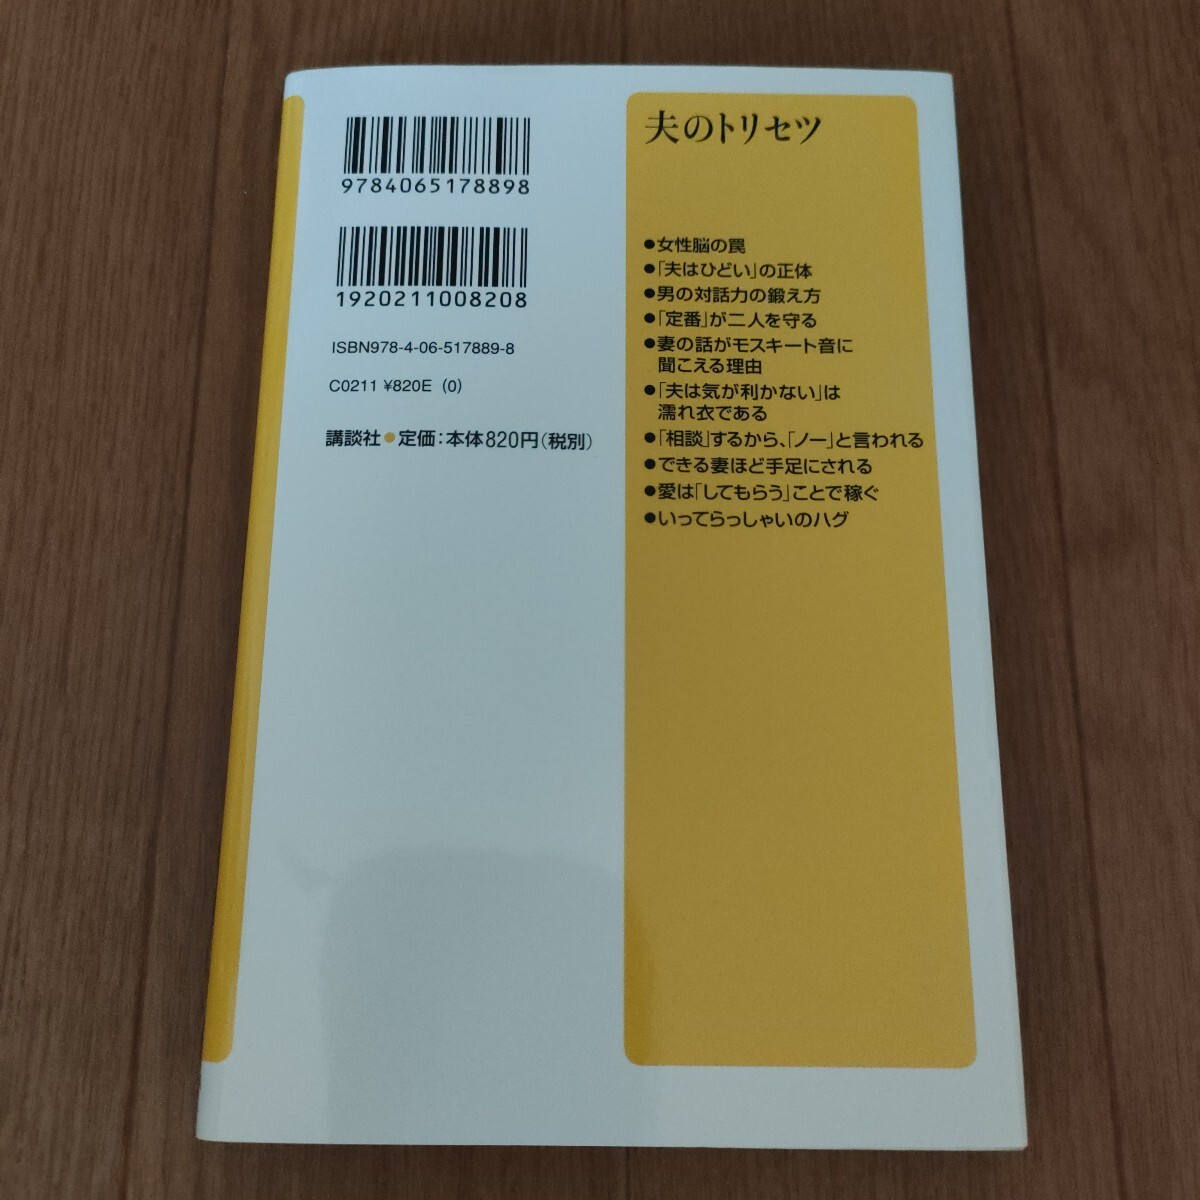 9784065178898
1920211008208
ISBN978-4-06-517889-8
C0211 ¥820E (0)
講談社●定価:本体820円(税別)
夫のトリセツ
●女性脳の罠
●「夫はひどい」の正体
●男の対話力の鍛え方
●「定番」が二人を守る
●妻の話がモスキート音に
聞こえる理由
●「夫は気が利かない」は
濡れ衣である
●「相談」するから、「ノー」と言われる
●できる妻ほど手足にされる
●愛は「してもらう」ことで稼ぐ
●いってらっしゃいのハグ